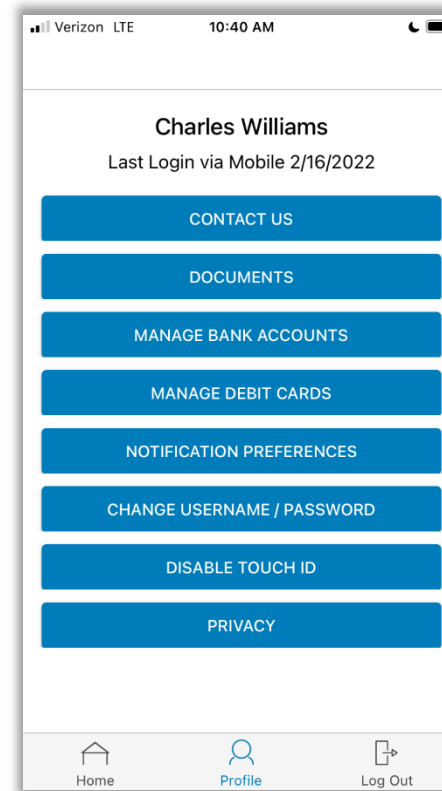 Verizon LTE 10:40 AM
Charles Williams
Last Login via Mobile 2/16/2022
CONTACT US
DOCUMENTS
MANAGE BANK ACCOUNTS
MANAGE DEBIT CARDS
NOTIFICATION PREFERENCES
CHANGE USERNAME / PASSWORD
DISABLE TOUCH ID
PRIVACY
Home Profile Log Out